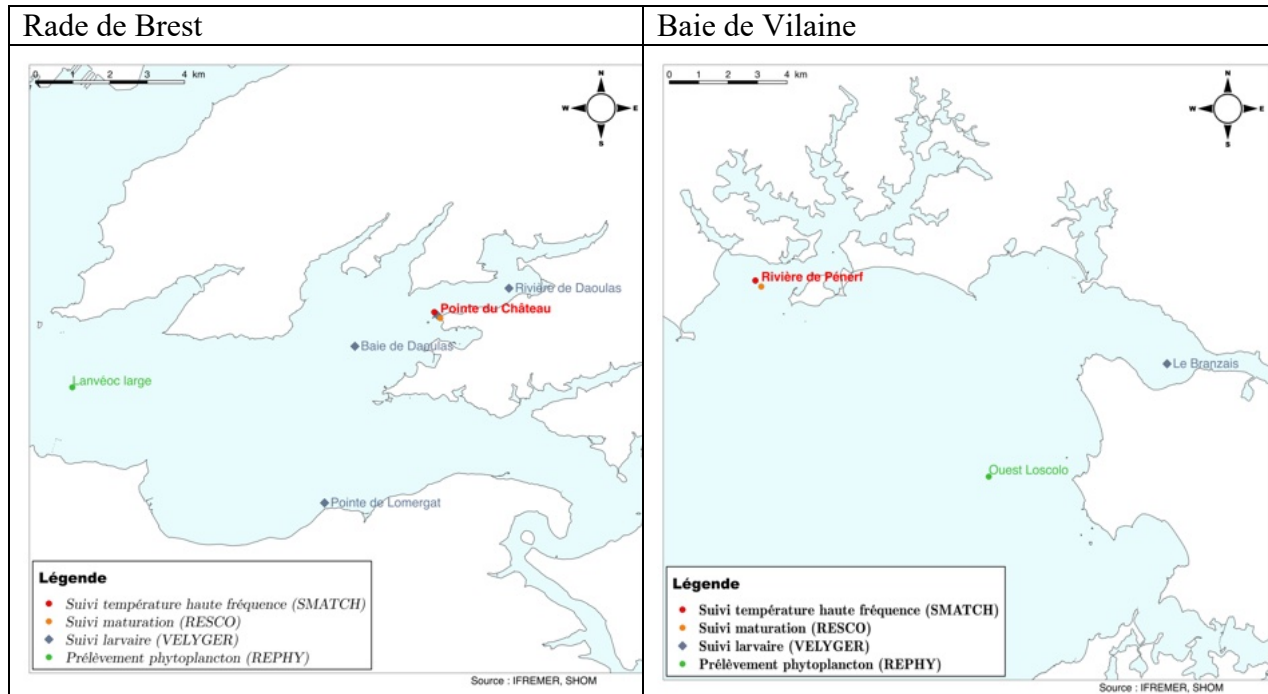 Rade de Brest
Baie de Vilaine
0 1 2 3 4 km
N
W E
S
Rivière de Daoulas
Pointe du Château
Baie de Daoulas
Lanvéoc large
Pointe de Lomergat
Légende
Suivi température haute fréquence (SMATCH)
Suivi maturation (RESCO)
Suivi larvaire (VELYGER)
Prélèvement phytoplancton (REPHY)
Source : IFREMER, SHOM
0 1 2 3 4 km
N
W E
S
Rivière de Pénerf
Le Branzais
Ouest Loscolo
Légende
Suivi température haute fréquence (SMATCH)
Suivi maturation (RESCO)
Suivi larvaire (VELYGER)
Prélèvement phytoplancton (REPHY)
Source : IFREMER, SHOM